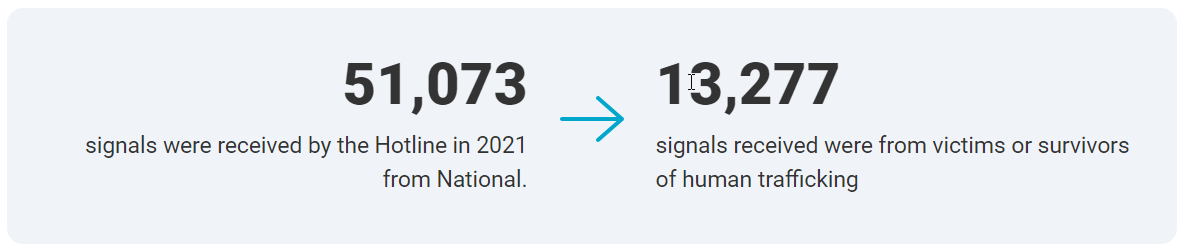 51,073
signals were received by the Hotline in 2021
from National.
13,277
signals received were from victims or survivors
of human trafficking